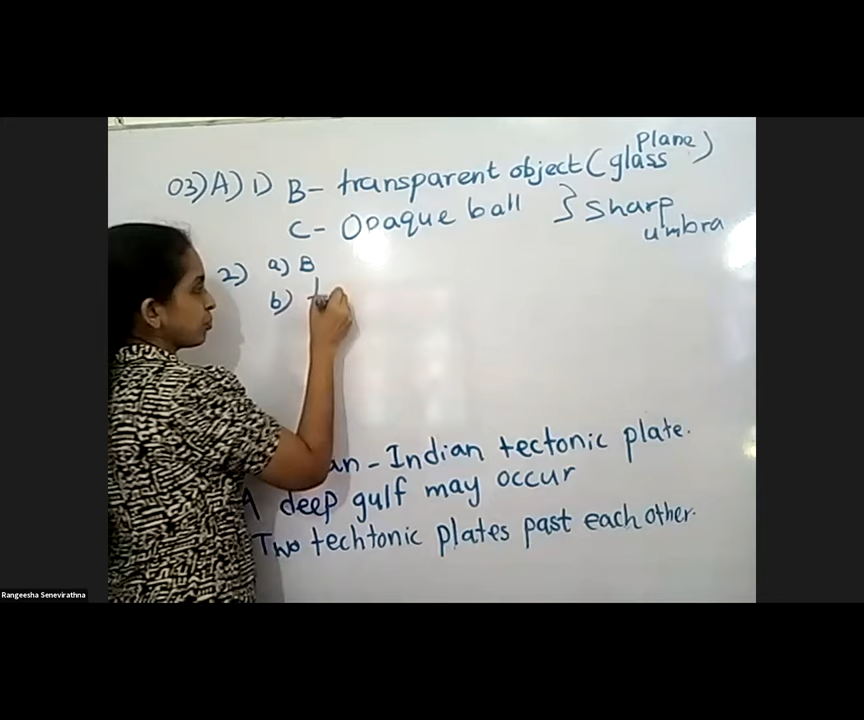 03) A) 1) B - transparent object (glass Plane)
C - Opaque ball } Sharp umbra
2) a) B
b)
an - Indian tectonic plate.
A deep gulf may occur
Two techtonic plates past each other.
Rangeesha Senevirathna